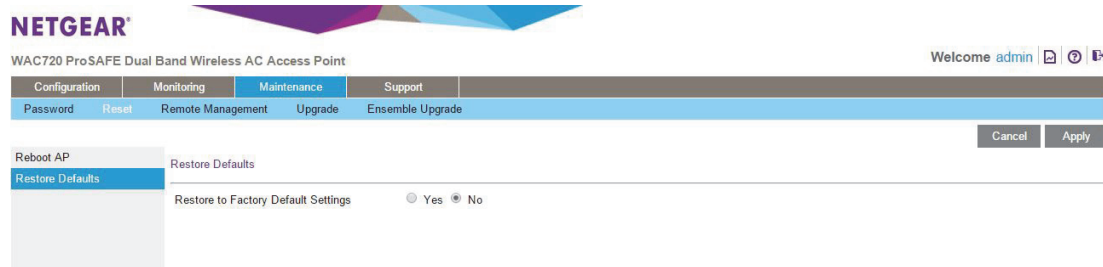 NETGEAR®
WAC720 ProSAFE Dual Band Wireless AC Access Point
Welcome admin
Configuration Monitoring Maintenance Support
Password Reset Remote Management Upgrade Ensemble Upgrade
Cancel Apply
Reboot AP
Restore Defaults
Restore Defaults
Restore to Factory Default Settings Yes No